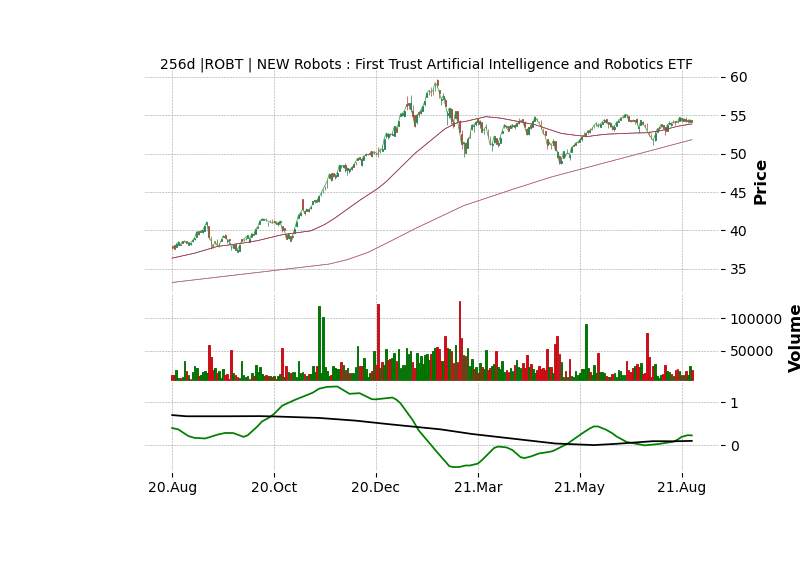 256d |ROBT | NEW Robots : First Trust Artificial Intelligence and Robotics ETF
60
55
50
45
40
35
Price
100000
50000
Volume
1
0
20.Aug 20.Oct 20.Dec 21.Mar 21.May 21.Aug